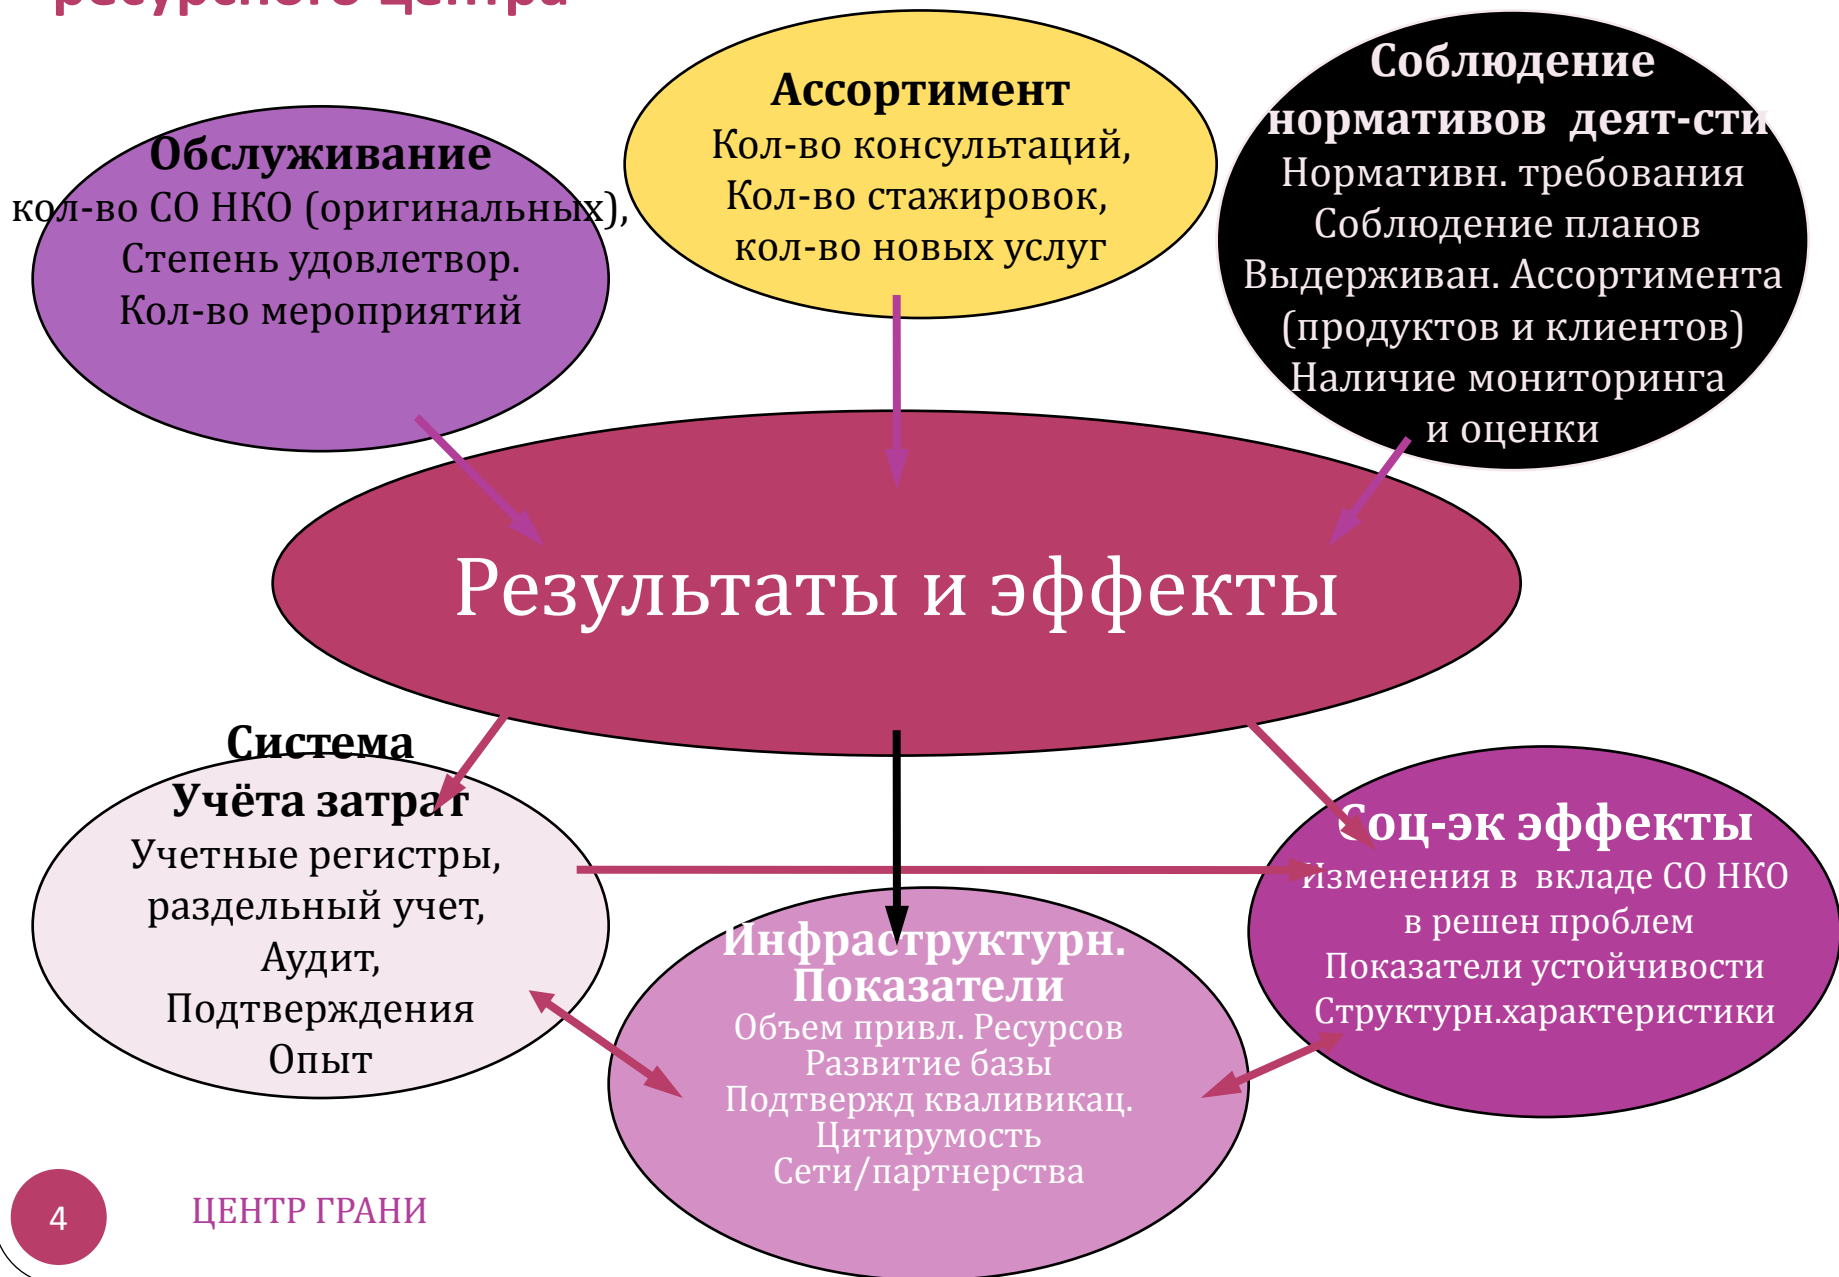 ресурсного центра
Обслуживание
кол-во СО НКО (оригинальных),
Степень удовлетвор.
Кол-во мероприятий
Ассортимент
Кол-во консультаций,
Кол-во стажировок,
кол-во новых услуг
Соблюдение
нормативов деят-сти
Нормативн. требования
Соблюдение планов
Выдерживан. Ассортимента
(продуктов и клиентов)
Наличие мониторинга
и оценки
Результаты и эффекты
Система
Учёта затрат
Учетные регистры,
раздельный учет,
Аудит,
Подтверждения
Опыт
Инфраструктурн.
Показатели
Объем привл. Ресурсов
Развитие базы
Подтвержд кваливикац.
Цитирумость
Сети/партнерства
Соц-эк эффекты
Изменения в вкладе СО НКО
в решен проблем
Показатели устойчивости
Структурн.характеристики
4
ЦЕНТР ГРАНИ